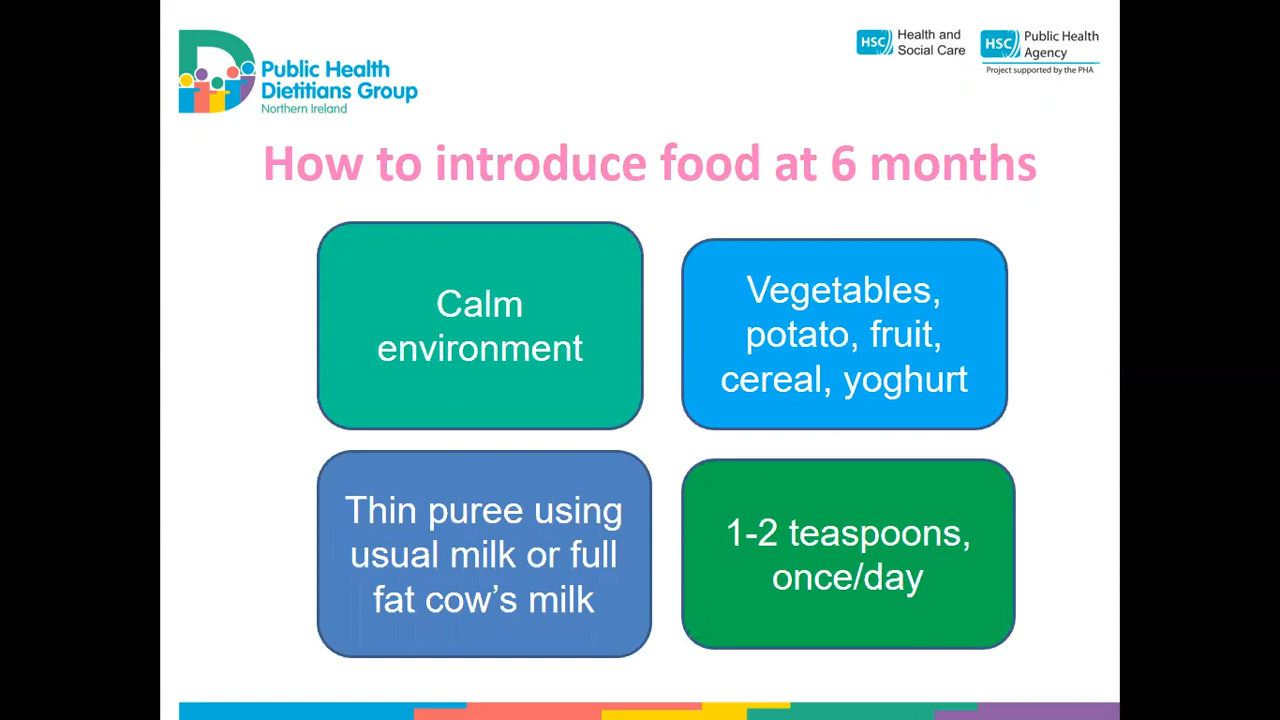 Public Health
Dietitians Group
Northern Ireland
HSC Health and
Social Care
HSC Public Health
Agency
Project supported by the PHA
How to introduce food at 6 months
Calm
environment
Vegetables,
potato, fruit,
cereal, yoghurt
Thin puree using
usual milk or full
fat cow’s milk
1-2 teaspoons,
once/day